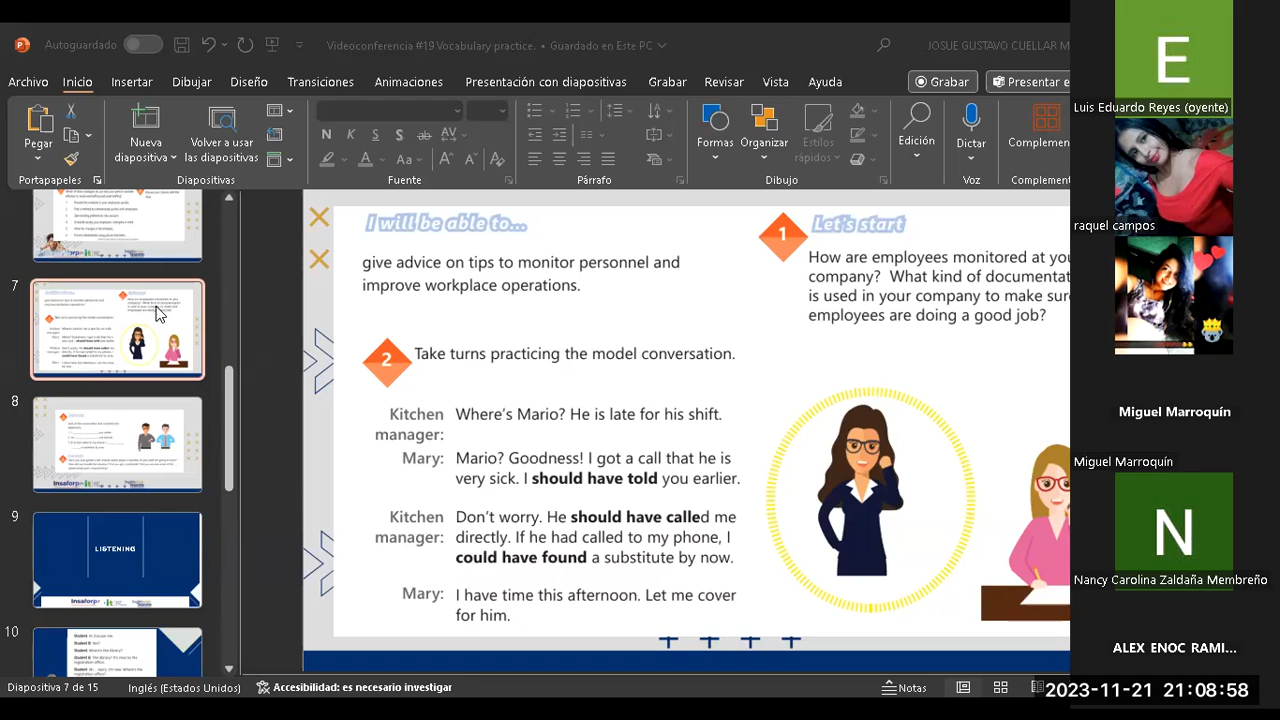 Autoguardado
Videoconferencia #19 Vocabulary practice. • Guardado en Este PC
JOSUE GUSTAVO CUELLAR M
Archivo Inicio Insertar Dibujar Diseño Transiciones Animaciones Presentación con diapositivas Grabar Revisar Vista Ayuda
Grabar
Presentar e
Pegar
Nueva diapositiva
Volver a usar las diapositivas
Formas
Organizar
Estilos rápidos
Edición
Dictar
Complemen
Portapapeles
Diapositivas
Fuente
Párrafo
Dibujo
Voz
Complement
7
8
9
LISTENING
10
I will be able to...
give advice on tips to monitor personnel and
improve workplace operations.
1
Let's start
How are employees monitored at you
company? What kind of documentat
is used in your company to make sure
employees are doing a good job?
2
Take turns practicing the model conversation.
Kitchen manager: Where's Mario? He is late for his shift.
Mary: Mario? Goodness! I got a call that he is
very sick. I should have told you earlier.
Kitchen manager: Don't worry. He should have called me
directly. If he had called to my phone, I
could have found a substitute by now.
Mary: I have time this afternoon. Let me cover
for him.
Diapositiva 7 de 15
Inglés (Estados Unidos)
Accesibilidad: es necesario investigar
Notas
E
Luis Eduardo Reyes (oyente)
raquel campos
Miguel Marroquín
Miguel Marroquín
N
Nancy Carolina Zaldaña Membreño
ALEX ENOC RAMI...
2023-11-21 21:08:58